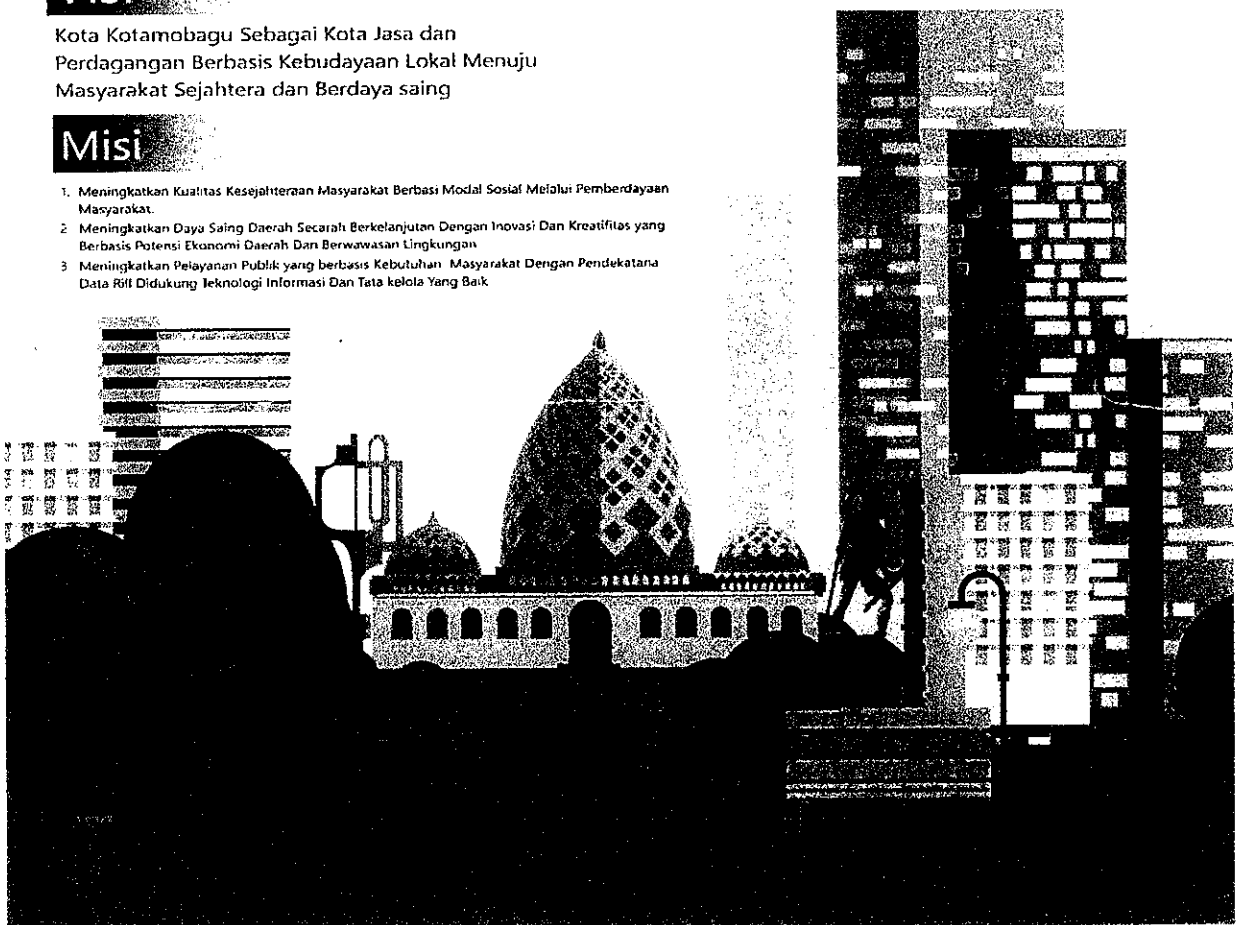 Kota Kotamobagu Sebagai Kota Jasa dan
Perdagangan Berbasis Kebudayaan Lokal Menuju
Masyarakat Sejahtera dan Berdaya saing
Misi
1. Meningkatkan Kualitas Kesejahteraan Masyarakat Berbasi Modal Sosial Melalui Pemberdayaan
Masyarakat.
2 Meningkatkan Daya Saing Daerah Secarah Berkelanjutan Dengan Inovasi Dan Kreatifitas yang
Berbasis Potensi Ekonomi Daerah Dan Berwawasan Lingkungan
3 Meningkatkan Pelayanan Publik yang berbasis Kebutuhan Masyarakat Dengan Pendekatana
Data Riil Didukung Teknologi Informasi Dan Tata kelola Yang Baik